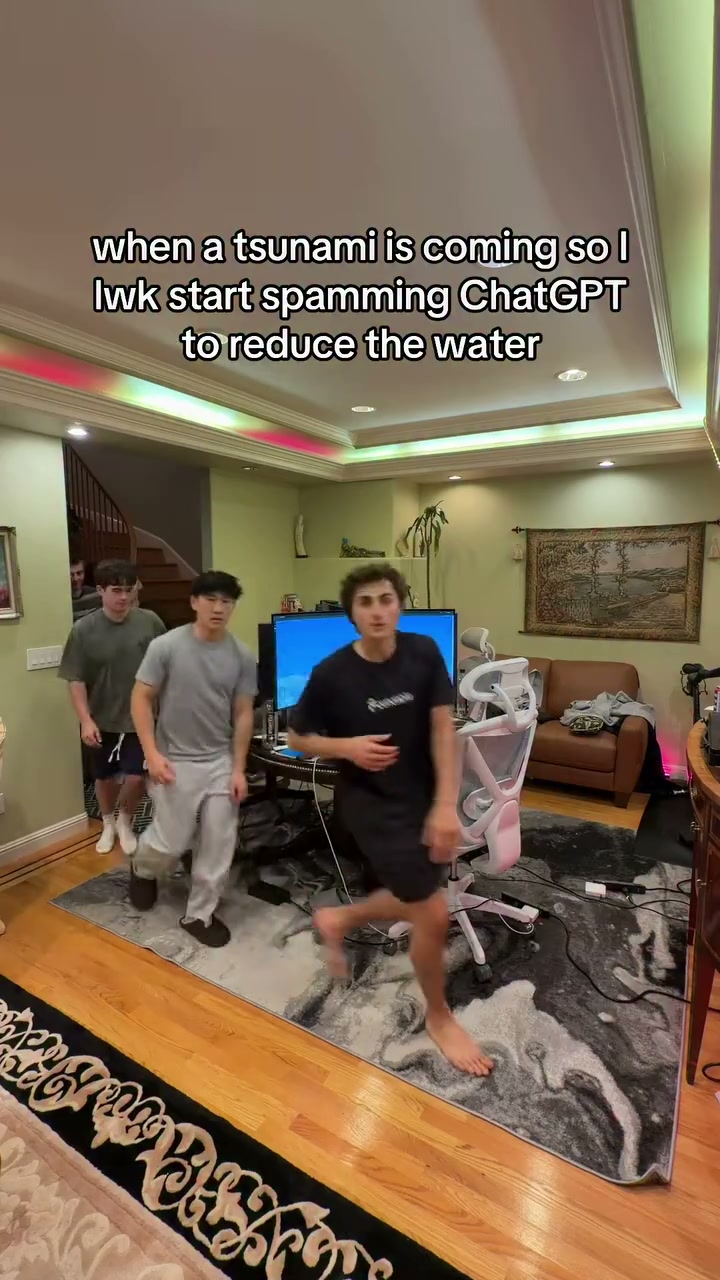 when a tsunami is coming so I
lwk start spamming ChatGPT
to reduce the water